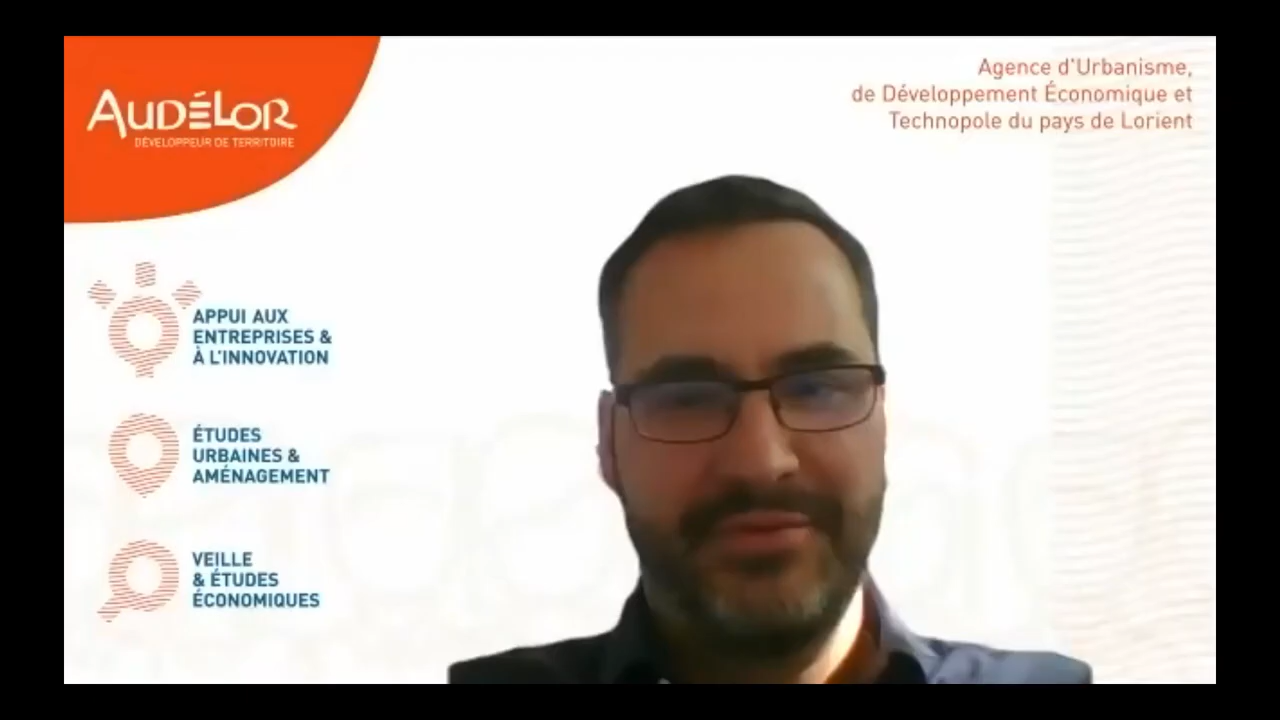 AUDÉLOR
DÉVELOPPEUR DE TERRITOIRE
Agence d'Urbanisme,
de Développement Économique et
Technopole du pays de Lorient
APPUI AUX
ENTREPRISES &
À L'INNOVATION
ÉTUDES
URBAINES &
AMÉNAGEMENT
VEILLE
& ÉTUDES
ÉCONOMIQUES